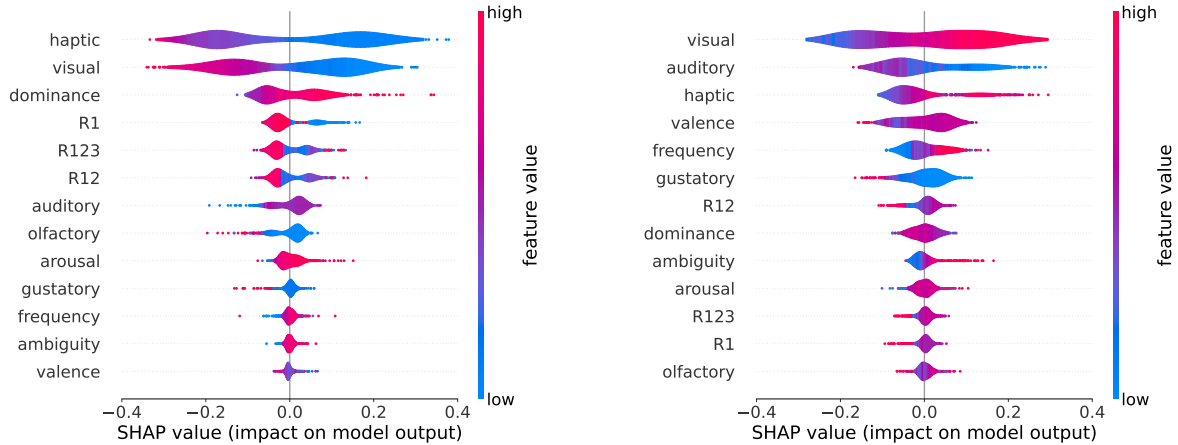 haptic
visual
dominance
R1
R123
R12
auditory
olfactory
arousal
gustatory
frequency
ambiguity
valence
−0.4 −0.2 0.0 0.2 0.4
SHAP value (impact on model output)
high
feature value
low
visual
auditory
haptic
valence
frequency
gustatory
R12
dominance
ambiguity
arousal
R123
R1
olfactory
−0.4 −0.2 0.0 0.2 0.4
SHAP value (impact on model output)
high
feature value
low